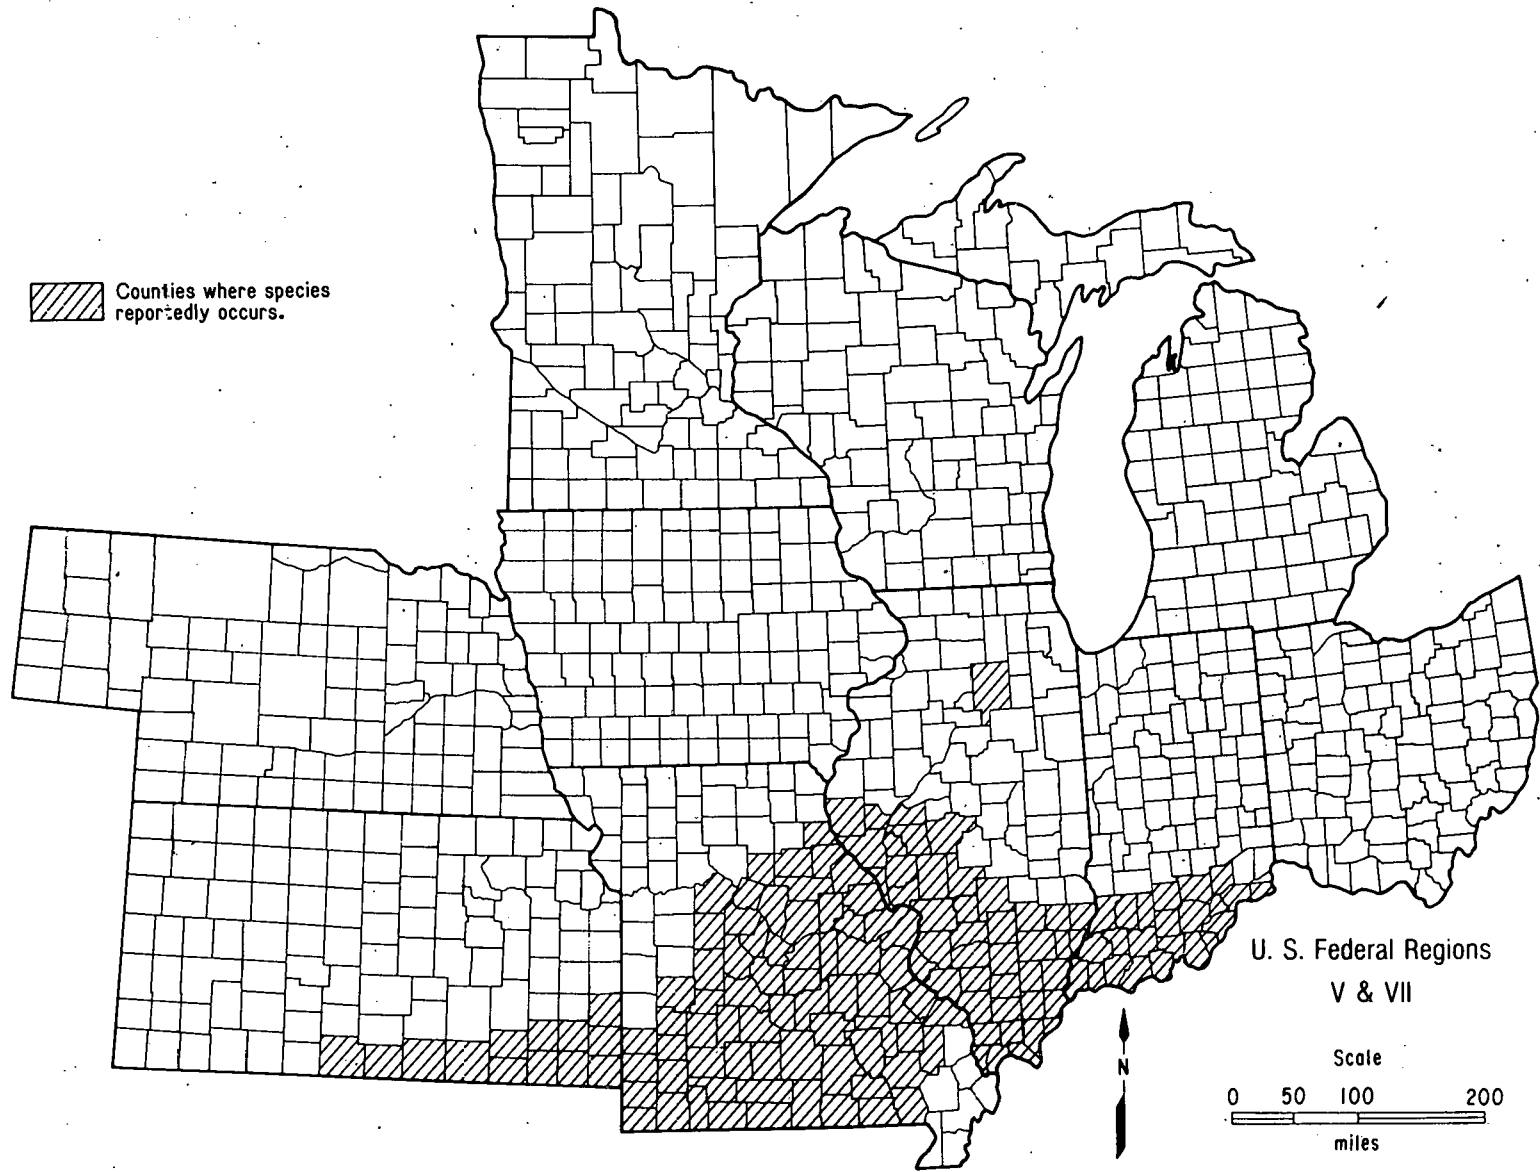 Counties where species
reportedly occurs.
U. S. Federal Regions
V & VII
N
Scale
0 50 100 200
miles